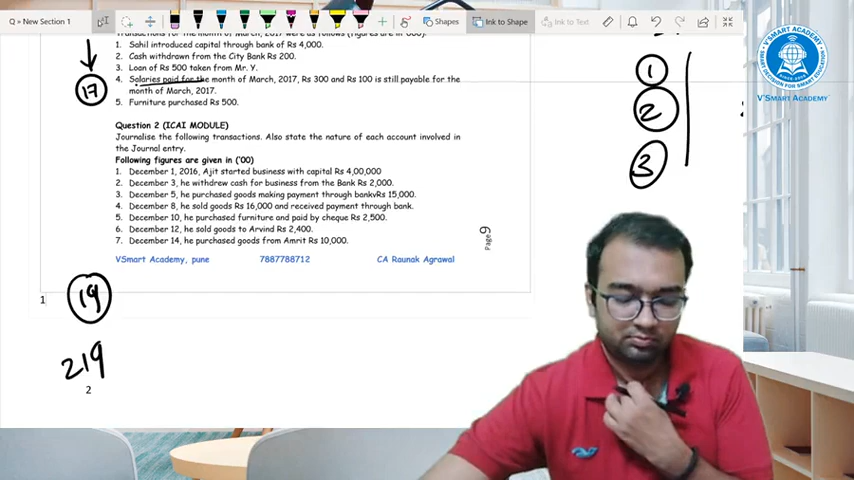 New Section 1
Shapes
Ink to Shape
Ink to Text
V'SMART ACADEMY
V'Smart Academy
Transactions for the month of March, 2017 were as follows (figures are in '00)
1. Sahil introduced capital through bank of Rs 4,000.
2. Cash withdrawn from the City Bank Rs 200.
3. Loan of Rs 500 taken from Mr. Y.
4. Salaries paid for the month of March, 2017, Rs 300 and Rs 100 is still payable for the
month of March, 2017.
5. Furniture purchased Rs 500.
17
1
2
3
Question 2 (ICAI MODULE)
Journalise the following transactions. Also state the nature of each account involved in
the Journal entry.
Following figures are given in ('00)
1. December 1, 2016, Ajit started business with capital Rs 4,00,000
2. December 3, he withdrew cash for business from the Bank Rs 2,000.
3. December 5, he purchased goods making payment through bankvRs 15,000.
4. December 8, he sold goods Rs 16,000 and received payment through bank.
5. December 10, he purchased furniture and paid by cheque Rs 2,500.
6. December 12, he sold goods to Arvind Rs 2,400.
7. December 14, he purchased goods from Amrit Rs 10,000.
Page 9
VSmart Academy, pune 7887788712 CA Raunak Agrawal
1
19
219
2